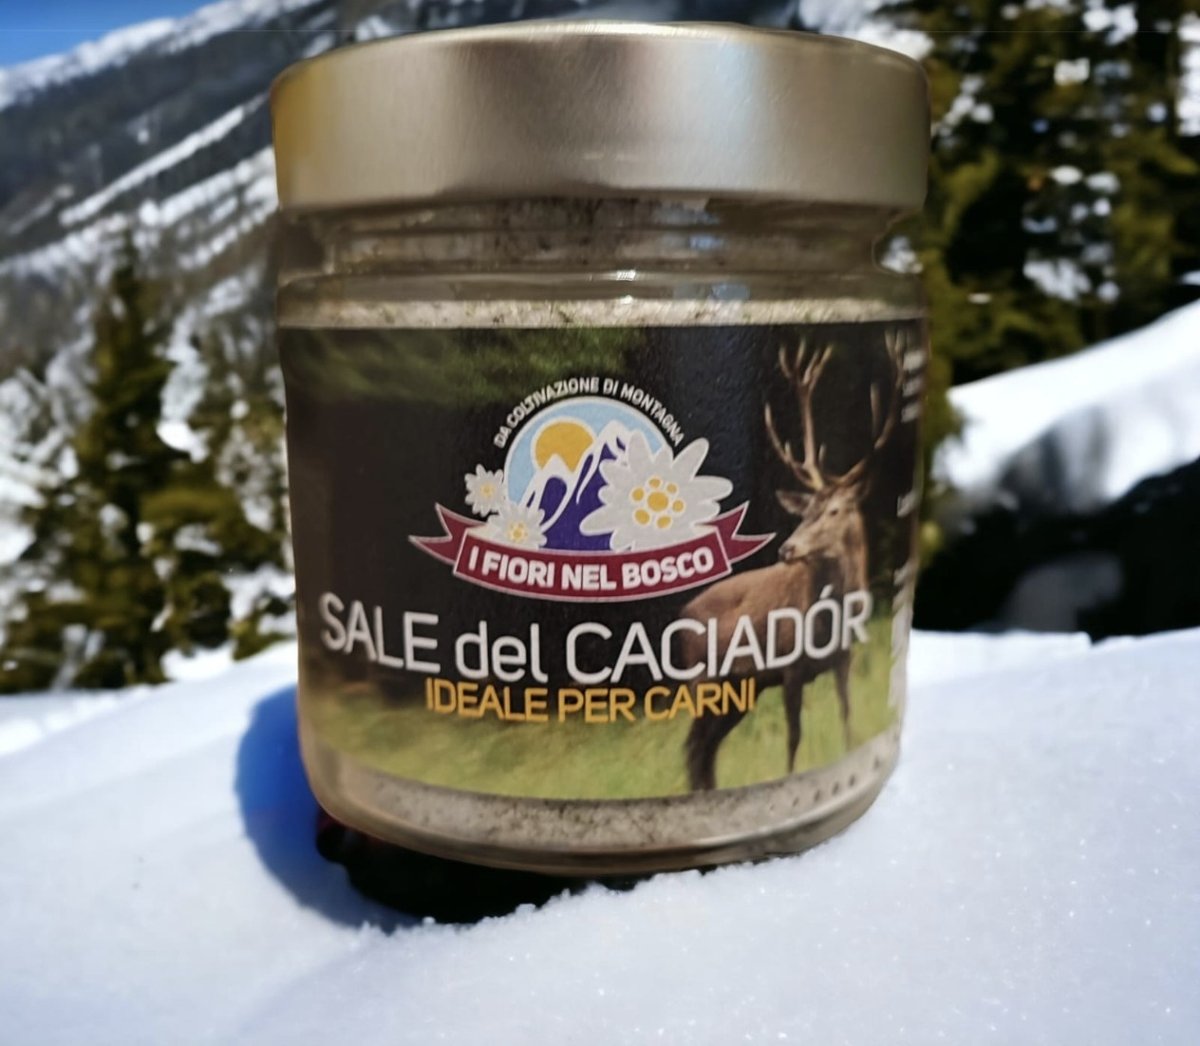 DA COLTIVAZIONE DI MONTAGNA
I FIORI NEL BOSCO
SALE del CACIADÓR
IDEALE PER CARNI